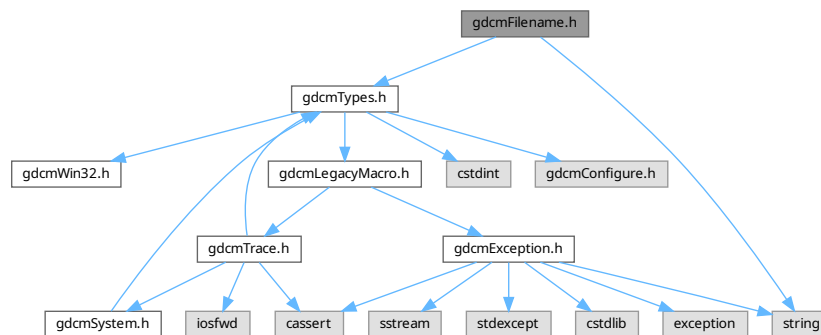 gdcmFilename.h
gdcmTypes.h
gdcmWin32.h
gdcmLegacyMacro.h
cstdint
gdcmConfigure.h
gdcmTrace.h
gdcmException.h
gdcmSystem.h
iosfwd
cassert
sstream
stdexcept
cstdlib
exception
string